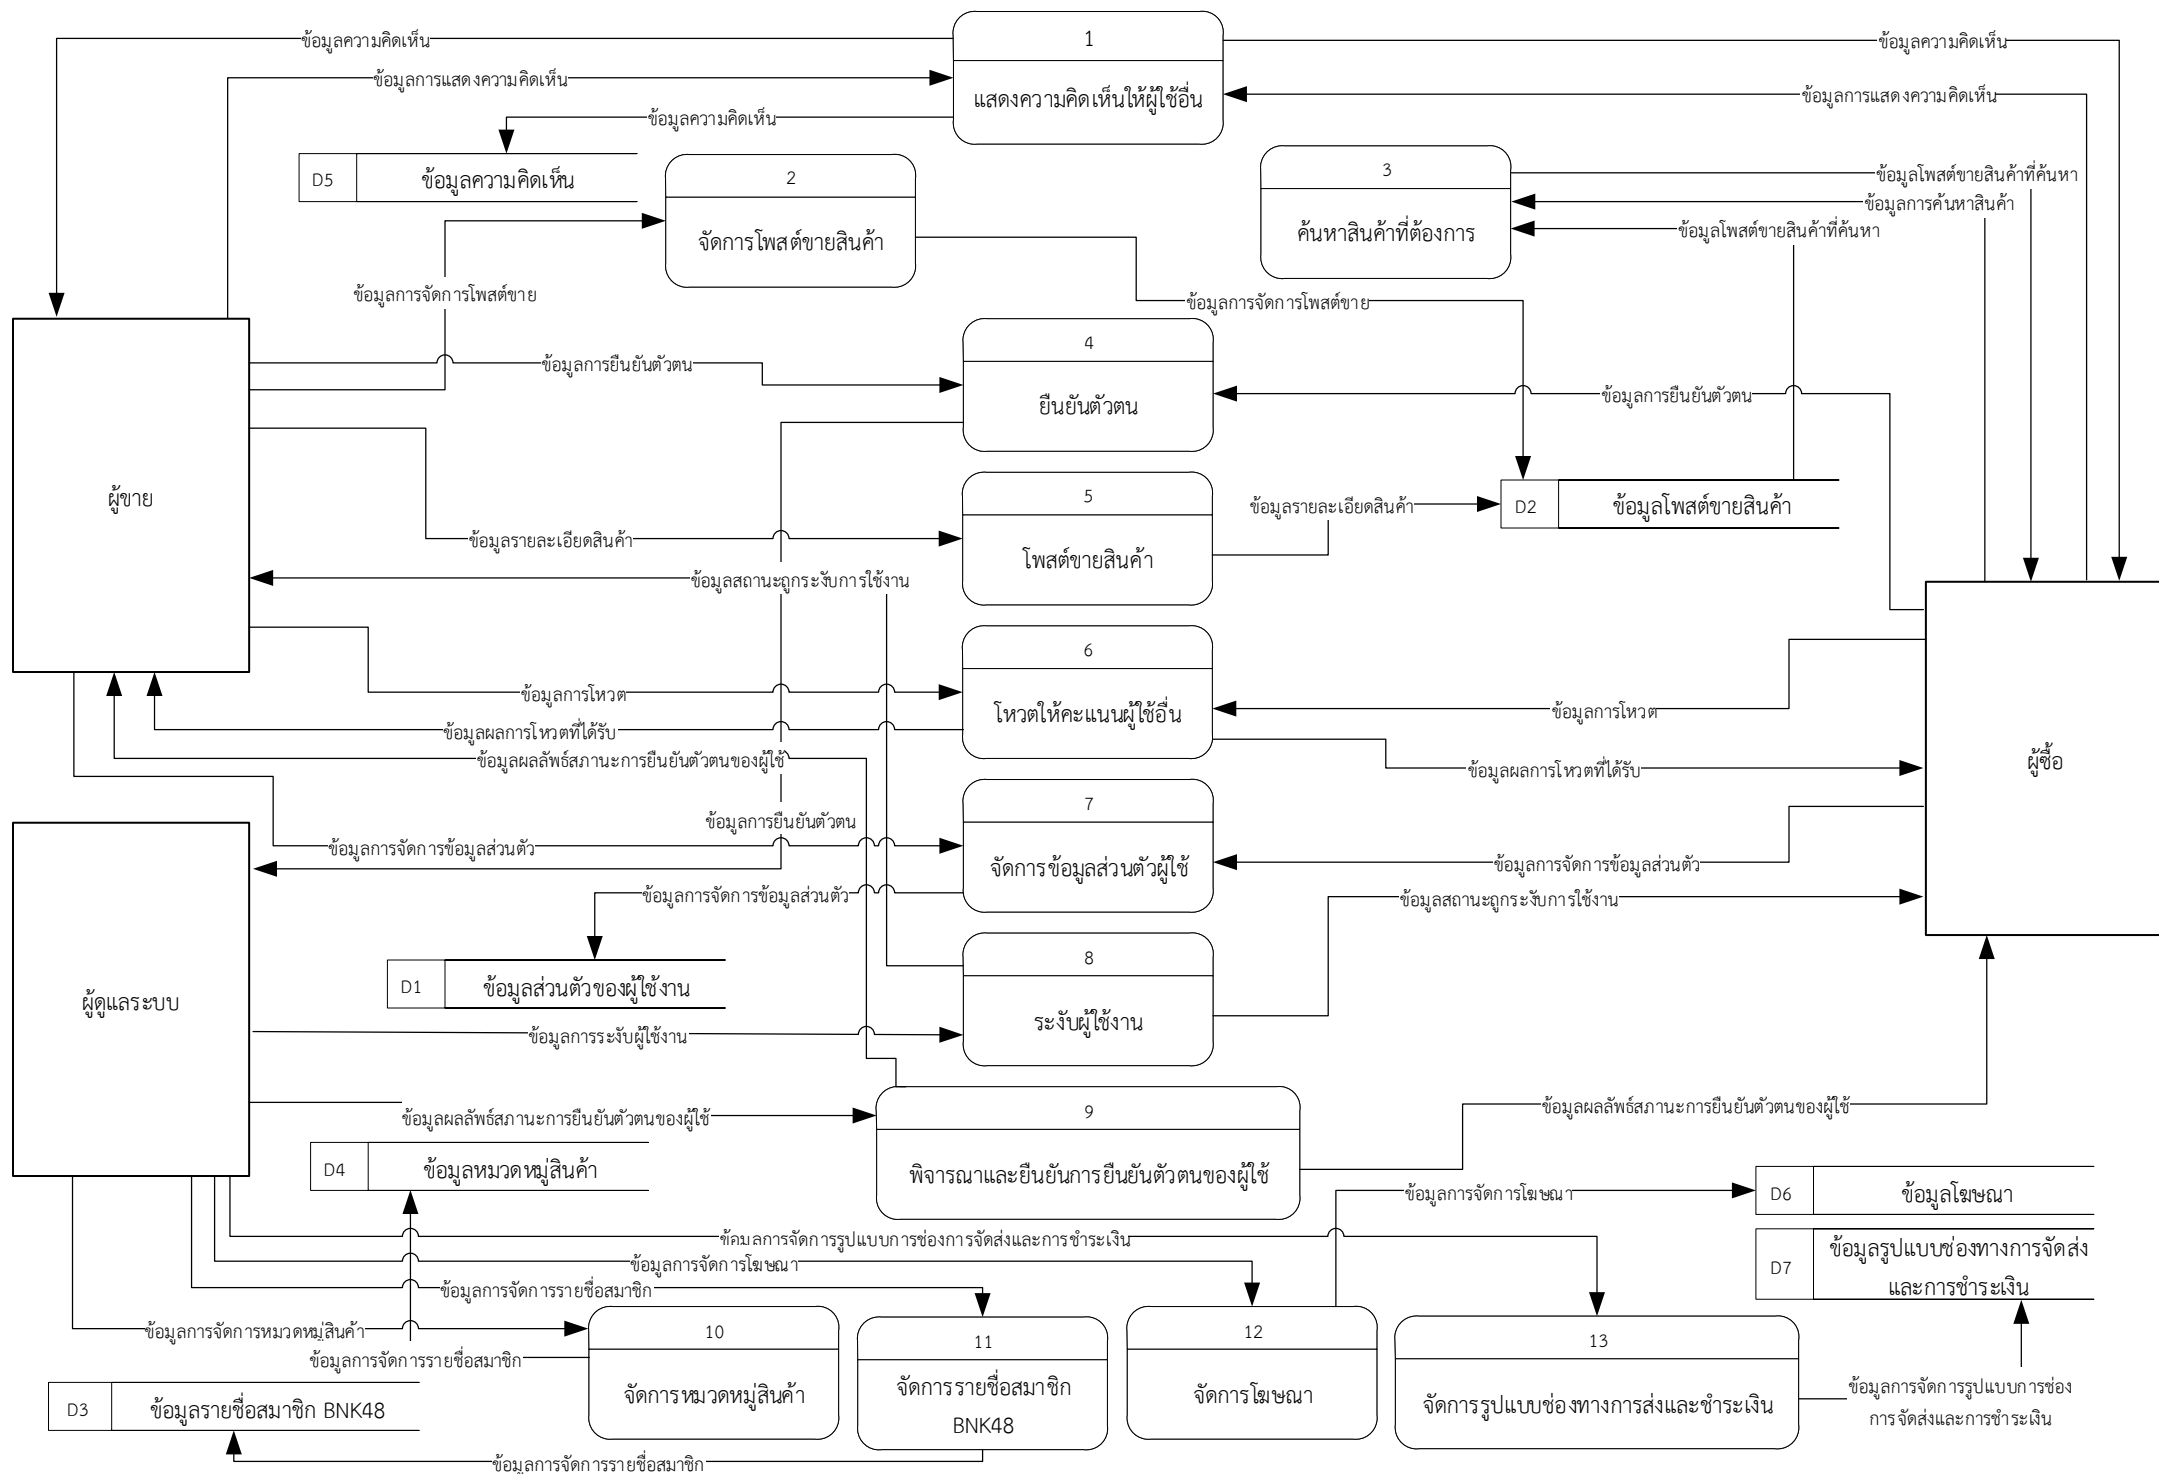 ข้อมูลความคิดเห็น
1
ข้อมูลความคิดเห็น
ข้อมูลการแสดงความคิดเห็น
แสดงความคิดเห็นให้ผู้ใช้อื่น
ข้อมูลการแสดงความคิดเห็น
ข้อมูลความคิดเห็น
D5
ข้อมูลความคิดเห็น
2
จัดการโพสต์ขายสินค้า
3
ค้นหาสินค้าที่ต้องการ
ข้อมูลโพสต์ขายสินค้าที่ค้นหา
ข้อมูลการค้นหาสินค้า
ข้อมูลโพสต์ขายสินค้าที่ค้นหา
ข้อมูลการจัดการโพสต์ขาย
ข้อมูลการจัดการโพสต์ขาย
4
ยืนยันตัวตน
ข้อมูลการยืนยันตัวตน
ข้อมูลการยืนยันตัวตน
ผู้ขาย
5
โพสต์ขายสินค้า
ข้อมูลรายละเอียดสินค้า
D2
ข้อมูลโพสต์ขายสินค้า
ข้อมูลรายละเอียดสินค้า
ข้อมูลสถานะถูกระงับการใช้งาน
6
โหวตให้คะแนนผู้ใช้อื่น
ข้อมูลการโหวต
ข้อมูลการโหวต
ข้อมูลผลการโหวตที่ได้รับ
ข้อมูลผลลัพธ์สภานะการยืนยันตัวตนของผู้ใช้
ข้อมูลผลการโหวตที่ได้รับ
ผู้ซื้อ
7
จัดการข้อมูลส่วนตัวผู้ใช้
ข้อมูลการยืนยันตัวตน
ข้อมูลการจัดการข้อมูลส่วนตัว
ข้อมูลการจัดการข้อมูลส่วนตัว
ข้อมูลการจัดการข้อมูลส่วนตัว
ข้อมูลสถานะถูกระงับการใช้งาน
8
ระงับผู้ใช้งาน
D1
ข้อมูลส่วนตัวของผู้ใช้งาน
ผู้ดูแลระบบ
ข้อมูลการระงับผู้ใช้งาน
ข้อมูลผลลัพธ์สภานะการยืนยันตัวตนของผู้ใช้
9
พิจารณาและยืนยันการยืนยันตัวตนของผู้ใช้
ข้อมูลผลลัพธ์สภานะการยืนยันตัวตนของผู้ใช้
D4
ข้อมูลหมวดหมู่สินค้า
ข้อมูลการจัดการโฆษณา
D6
ข้อมูลโฆษณา
D7
ข้อมูลรูปแบบช่องทางการจัดส่ง
และการชำระเงิน
ข้อมูลการจัดการรูปแบบการช่องการจัดส่งและการชำระเงิน
ข้อมูลการจัดการโฆษณา
ข้อมูลการจัดการรายชื่อสมาชิก
ข้อมูลการจัดการหมวดหมู่สินค้า
ข้อมูลการจัดการรายชื่อสมาชิก
10
จัดการหมวดหมู่สินค้า
11
จัดการรายชื่อสมาชิก
BNK48
12
จัดการโฆษณา
13
จัดการรูปแบบช่องทางการส่งและชำระเงิน
ข้อมูลการจัดการรูปแบบการช่อง
การจัดส่งและการชำระเงิน
D3
ข้อมูลรายชื่อสมาชิก BNK48
ข้อมูลการจัดการรายชื่อสมาชิก